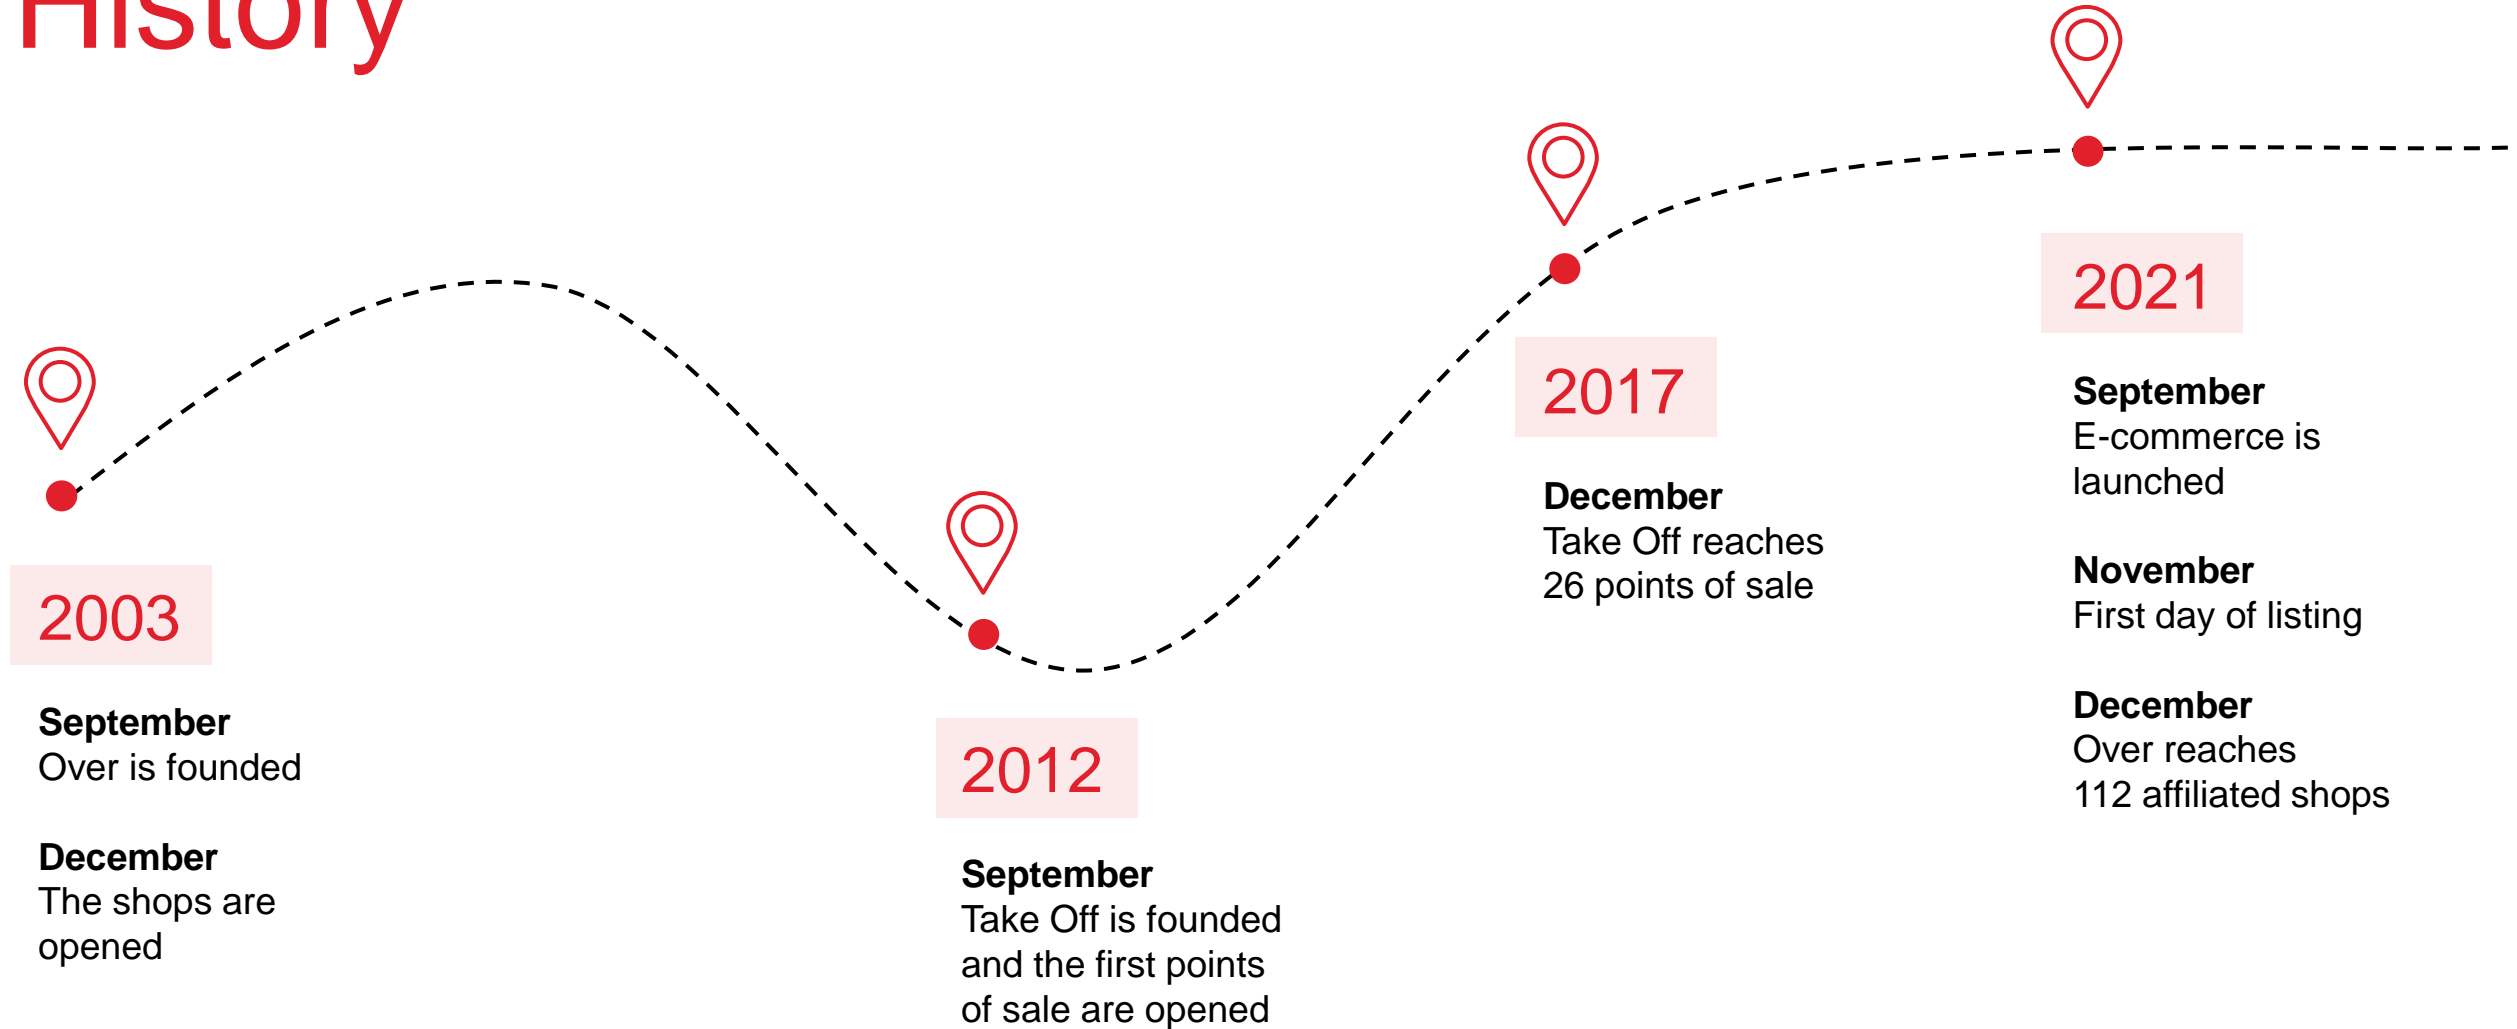 History
2003
September
Over is founded
December
The shops are
opened
2012
September
Take Off is founded
and the first points
of sale are opened
2017
December
Take Off reaches
26 points of sale
2021
September
E-commerce is
launched
November
First day of listing
December
Over reaches
112 affiliated shops